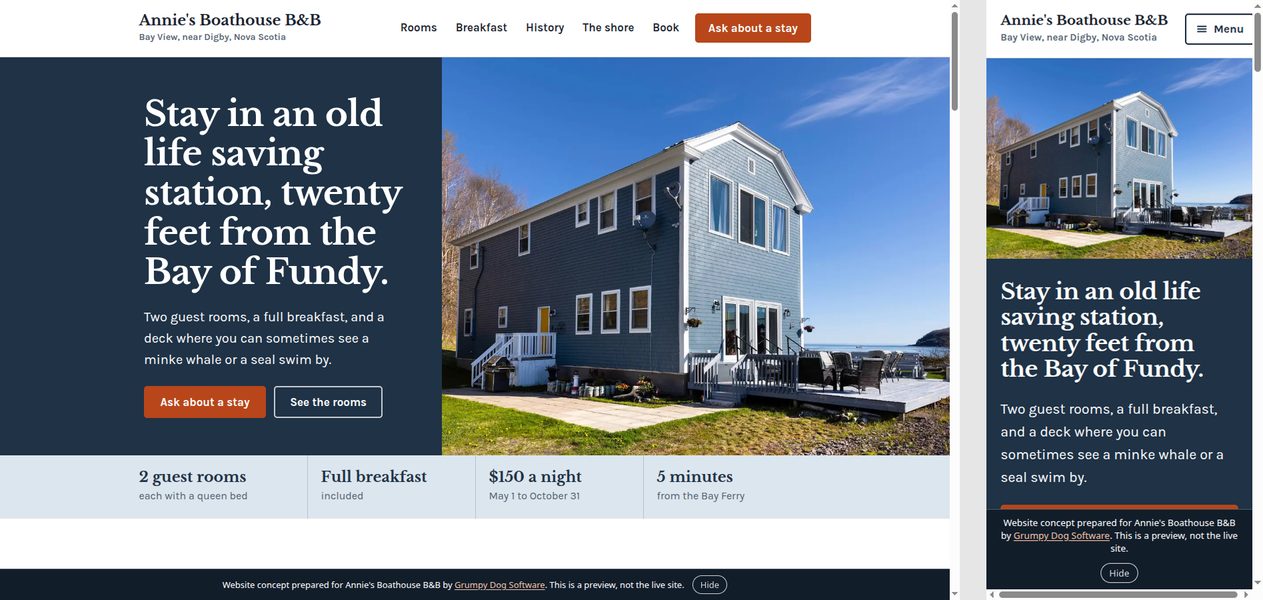 Annie's Boathouse B&B
Bay View, near Digby, Nova Scotia
Rooms
Breakfast
History
The shore
Book
Ask about a stay
Stay in an old
life saving
station, twenty
feet from the
Bay of Fundy.
Two guest rooms, a full breakfast, and a
deck where you can sometimes see a
minke whale or a seal swim by.
Ask about a stay
See the rooms
2 guest rooms
each with a queen bed
Full breakfast
included
$150 a night
May 1 to October 31
5 minutes
from the Bay Ferry
Website concept prepared for Annie's Boathouse B&B by Grumpy Dog Software. This is a preview, not the live site.
Hide
Annie's Boathouse B&B
Bay View, near Digby, Nova Scotia
Menu
Stay in an old life
saving station,
twenty feet from
the Bay of Fundy.
Two guest rooms, a full breakfast,
and a deck where you can
sometimes see a minke whale or a
seal swim by.
Website concept prepared for Annie's Boathouse B&B
by Grumpy Dog Software. This is a preview, not the live
site.
Hide